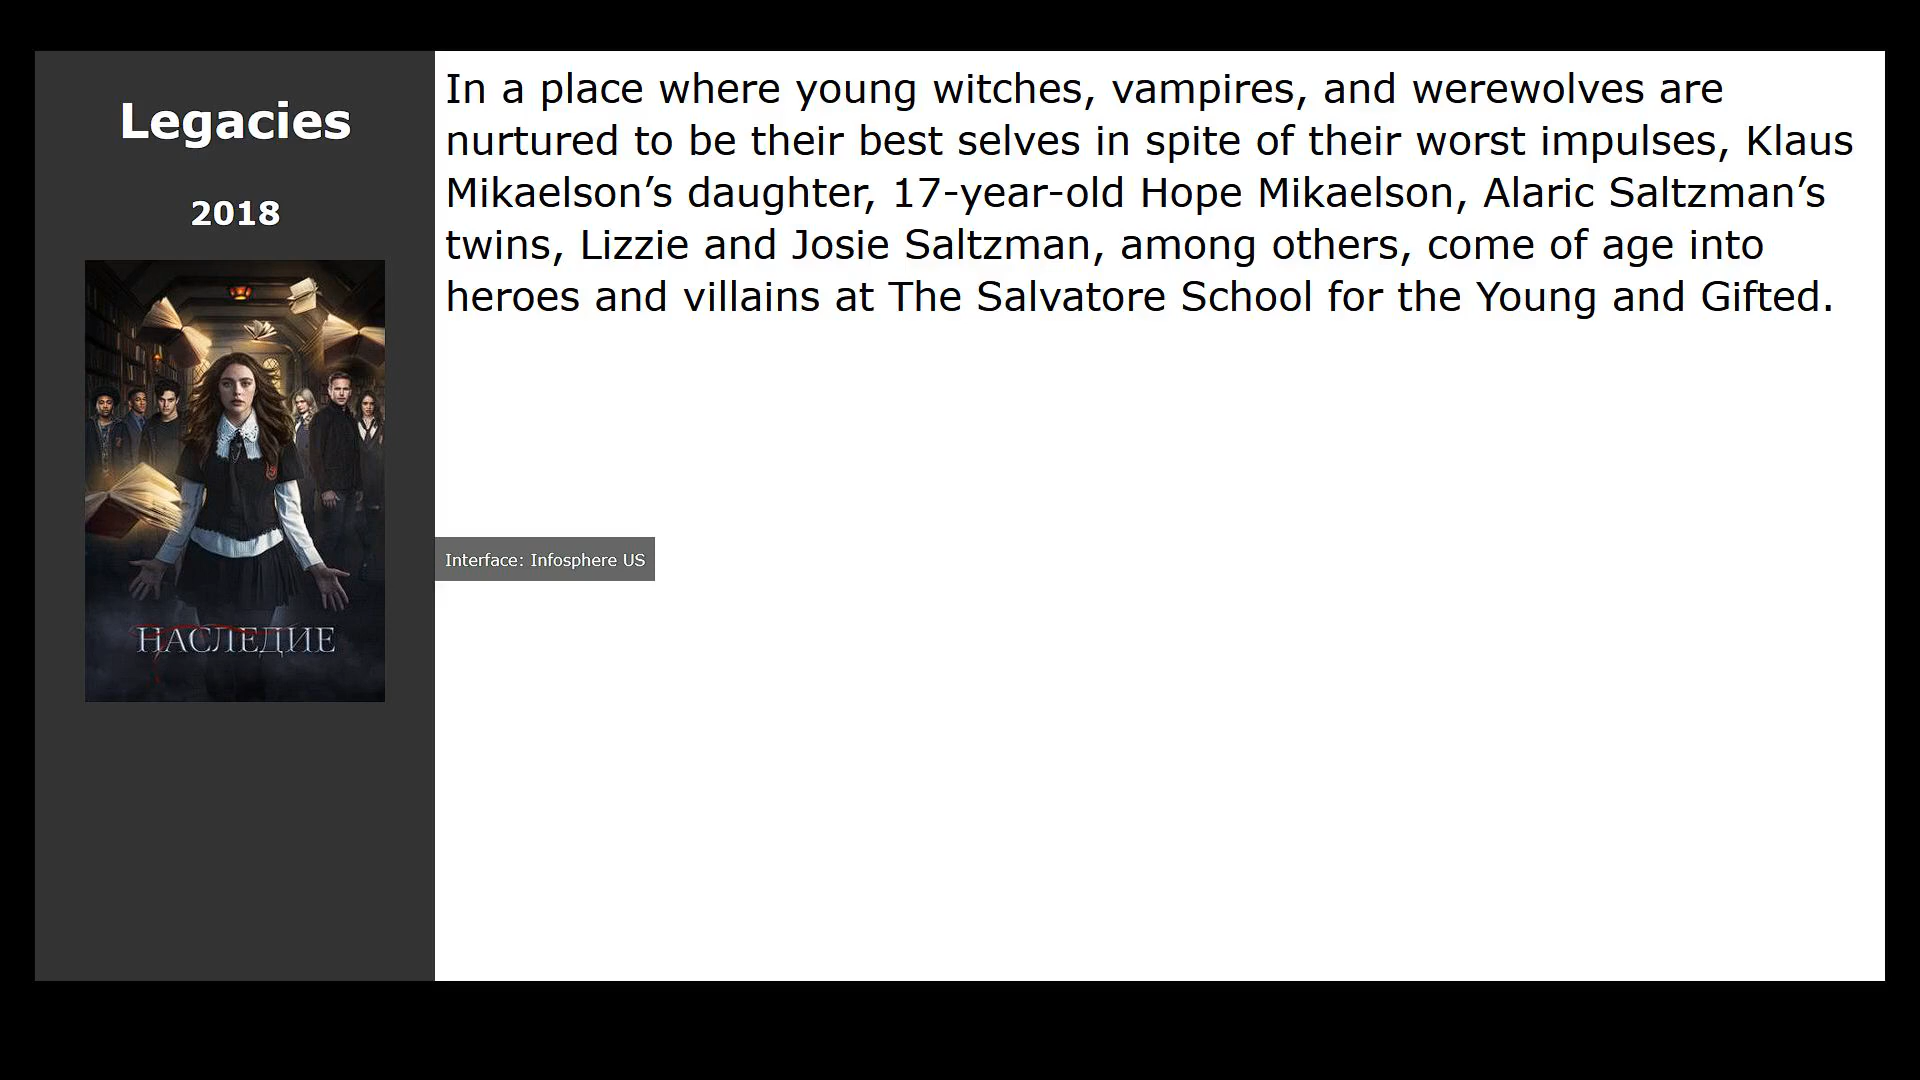 Legacies
2018
НАСЛЕДИЕ
In a place where young witches, vampires, and werewolves are
nurtured to be their best selves in spite of their worst impulses, Klaus
Mikaelson’s daughter, 17-year-old Hope Mikaelson, Alaric Saltzman’s
twins, Lizzie and Josie Saltzman, among others, come of age into
heroes and villains at The Salvatore School for the Young and Gifted.
Interface: Infosphere US